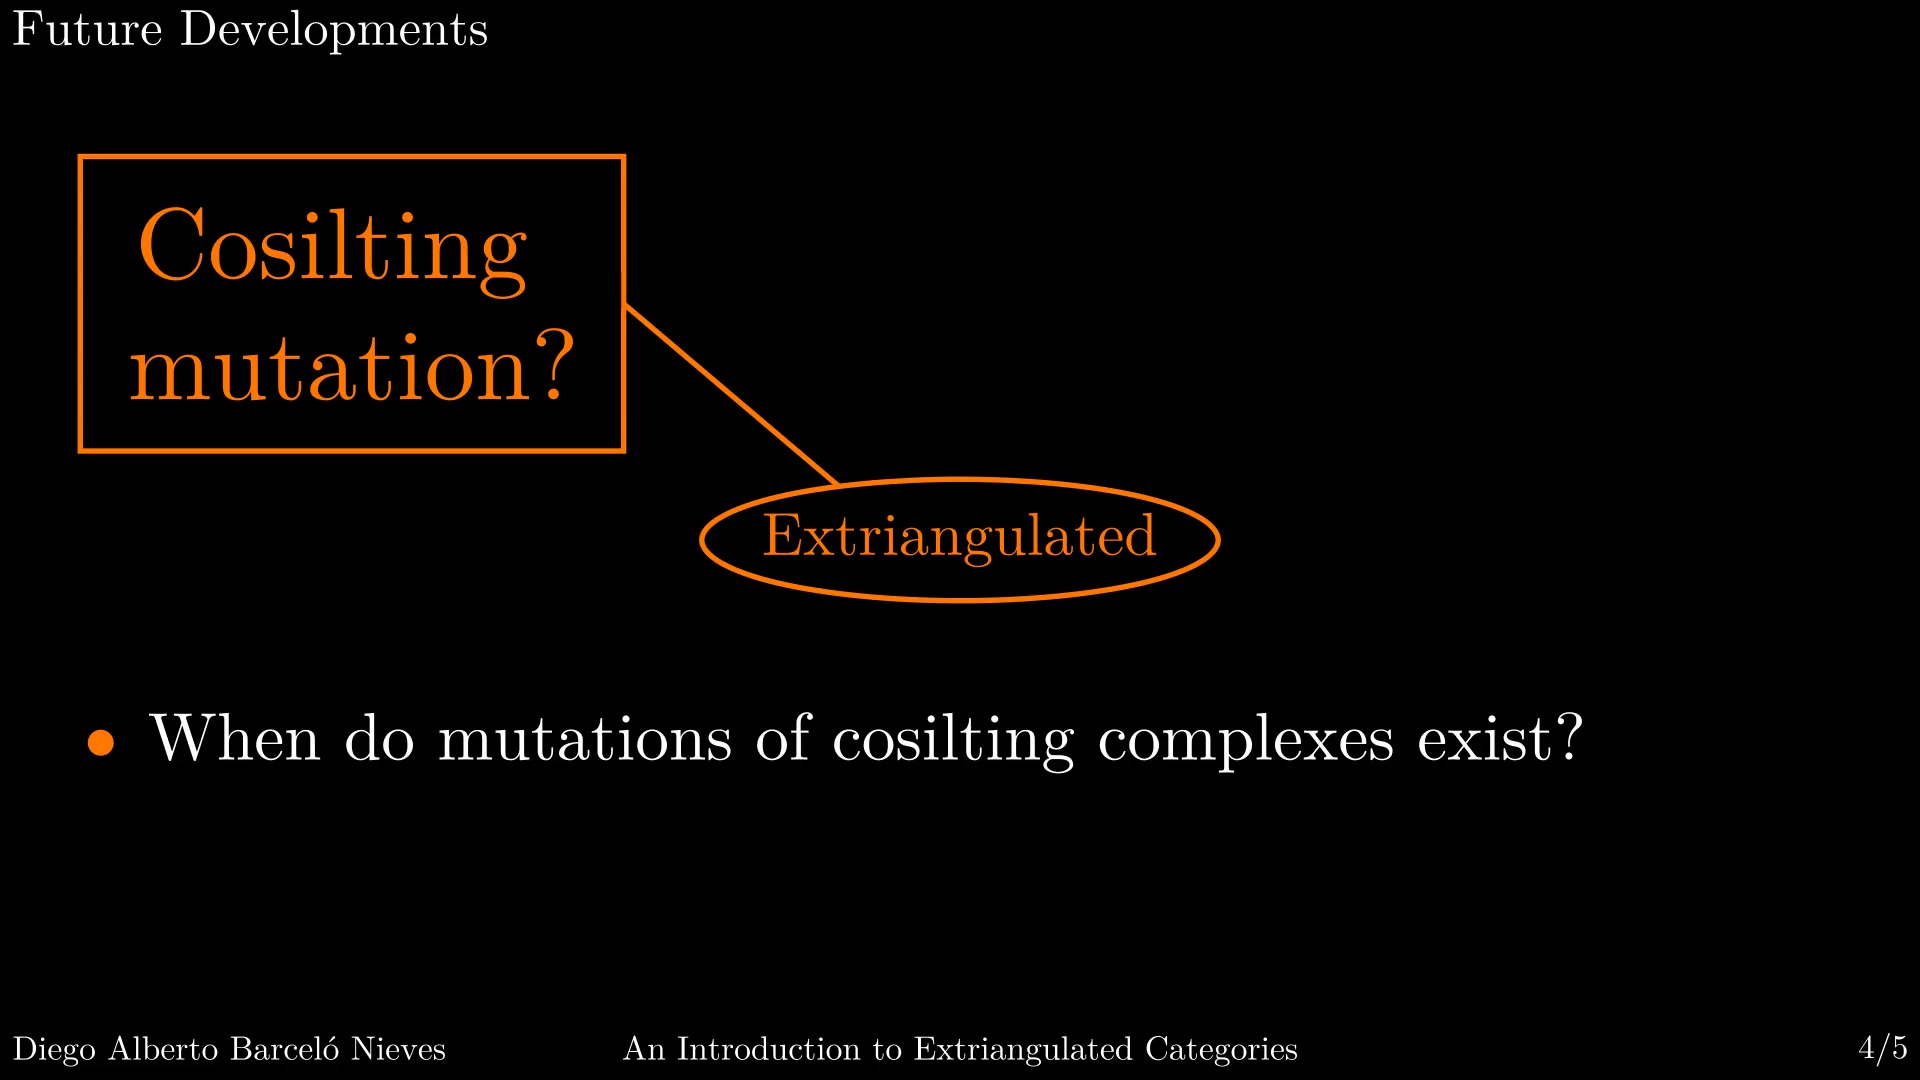 Future Developments
Cosilting
mutation?
Extriangulated
• When do mutations of cosilting complexes exist?
Diego Alberto Barceló Nieves
An Introduction to Extriangulated Categories
4/5